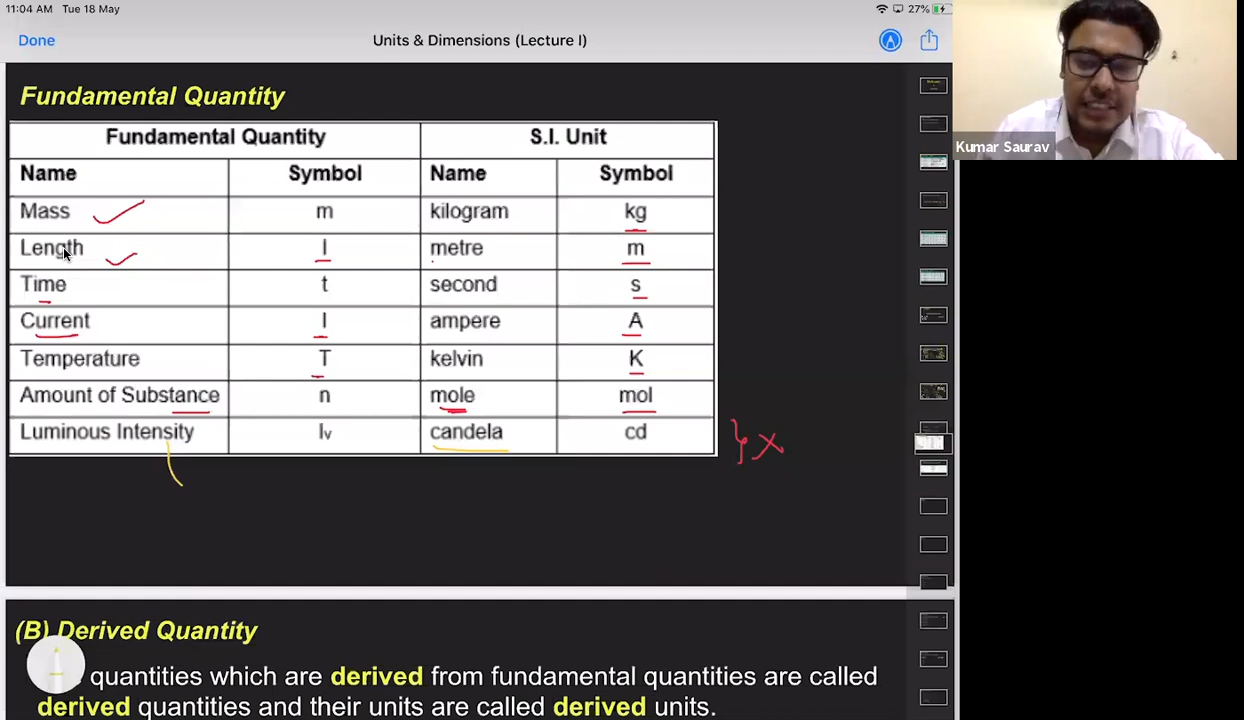 11:04 AM Tue 18 May 27%
Done Units & Dimensions (Lecture I)
Fundamental Quantity
Kumar Saurav
Fundamental Quantity S.I. Unit
Name Symbol Name Symbol
Mass m kilogram kg
Length l metre m
Time t second s
Current I ampere A
Temperature T kelvin K
Amount of Substance n mole mol
Luminous Intensity Iv candela cd
(B) Derived Quantity
quantities which are derived from fundamental quantities are called
derived quantities and their units are called derived units.